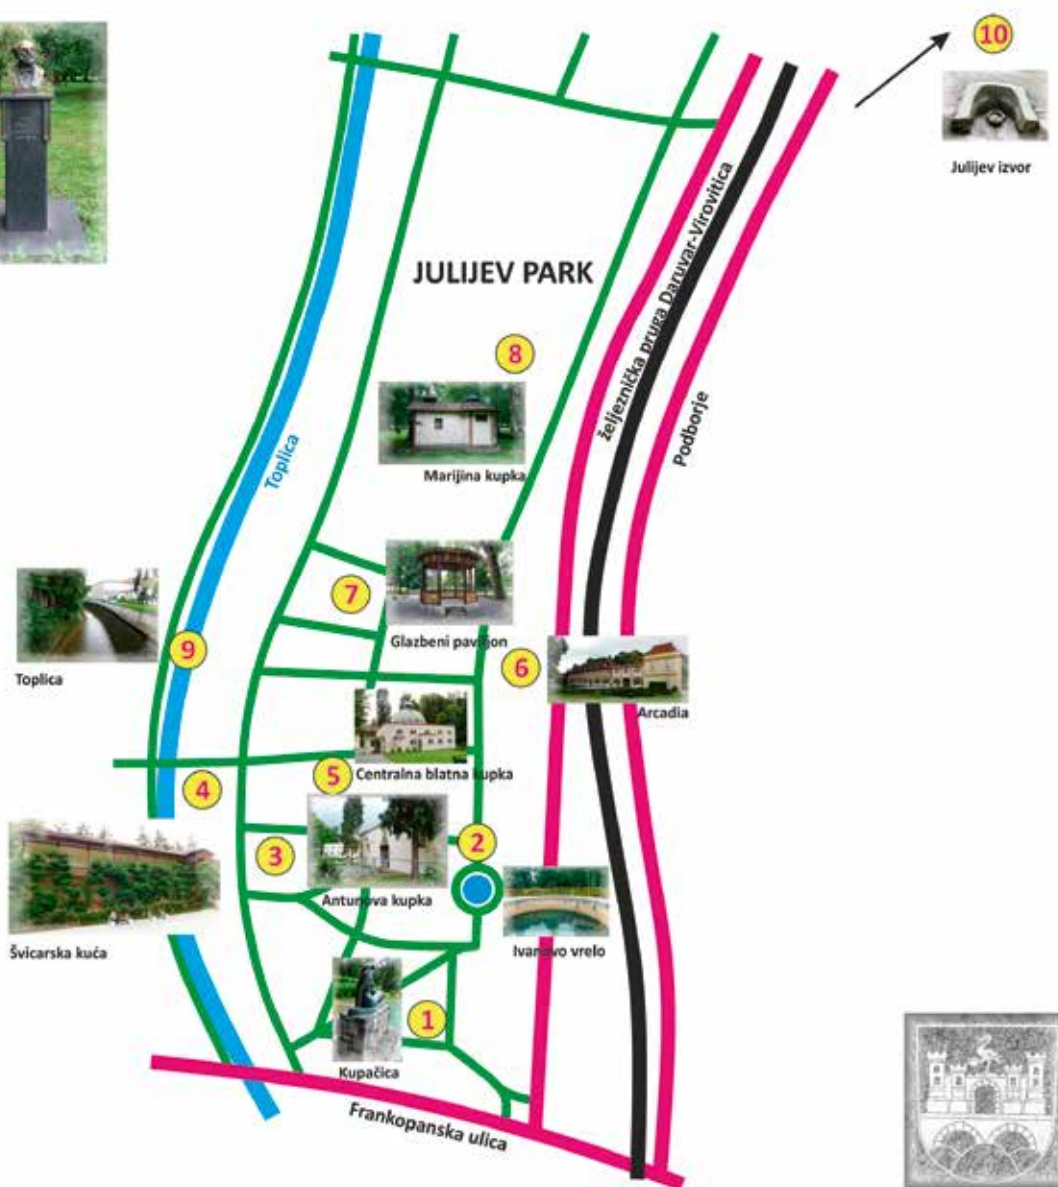 10
Julijev izvor
JULIJEV PARK
željeznička pruga Daruvar-Virovitica
8
Podborje
Marijina kupka
Toplica
7
Glazbeni paviljon
9
6
Toplica
Arcadia
5
Centralna blatna kupka
4
2
3
Antunova kupka
Ivanovo vrelo
Švicarska kuća
1
Kupačica
Frankopanska ulica